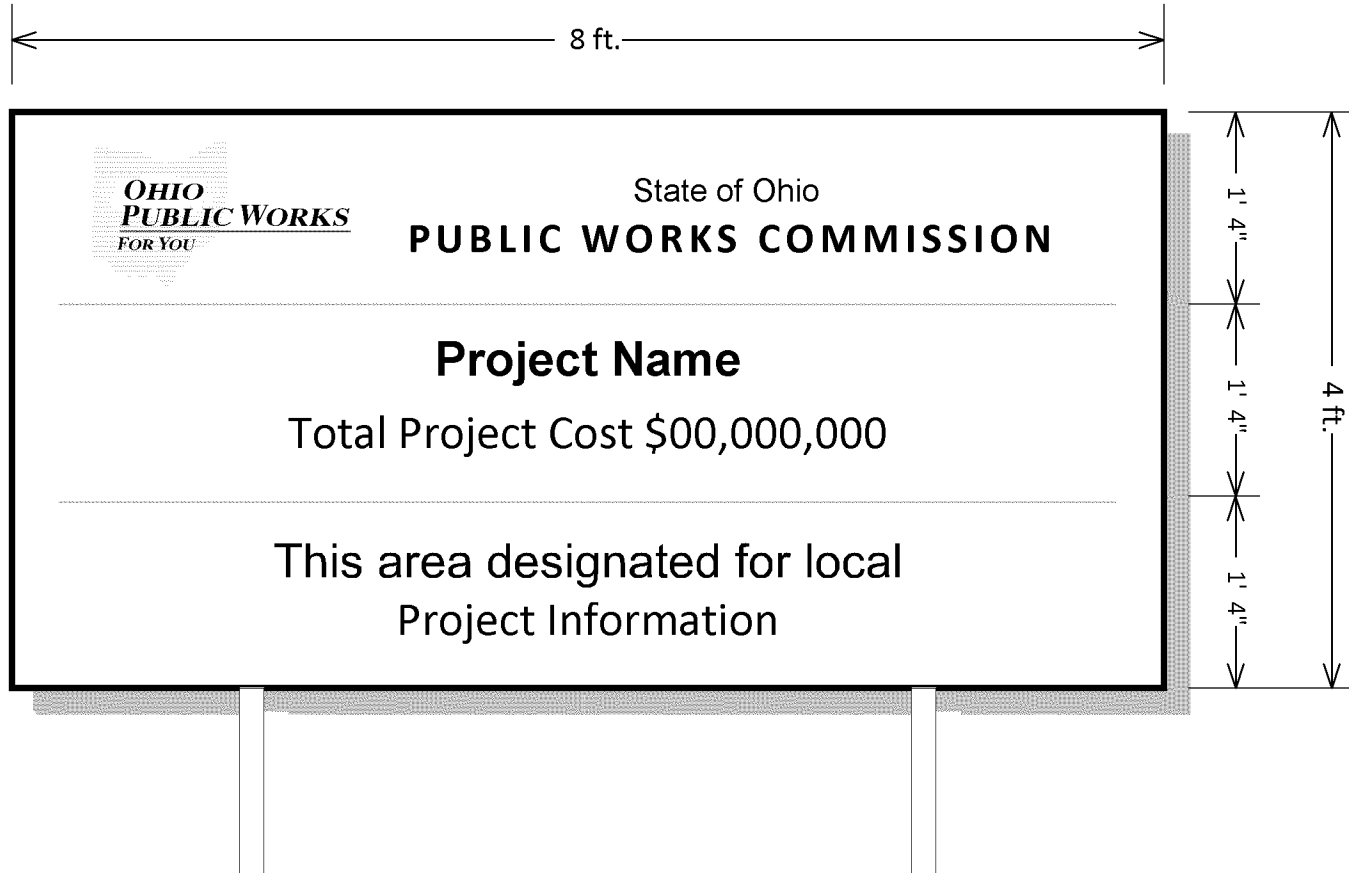 8 ft.
OHIO
PUBLIC WORKS
FOR YOU
State of Ohio
PUBLIC WORKS COMMISSION
1' 4"
Project Name
Total Project Cost $00,000,000
1' 4"
4 ft.
This area designated for local
Project Information
1' 4"